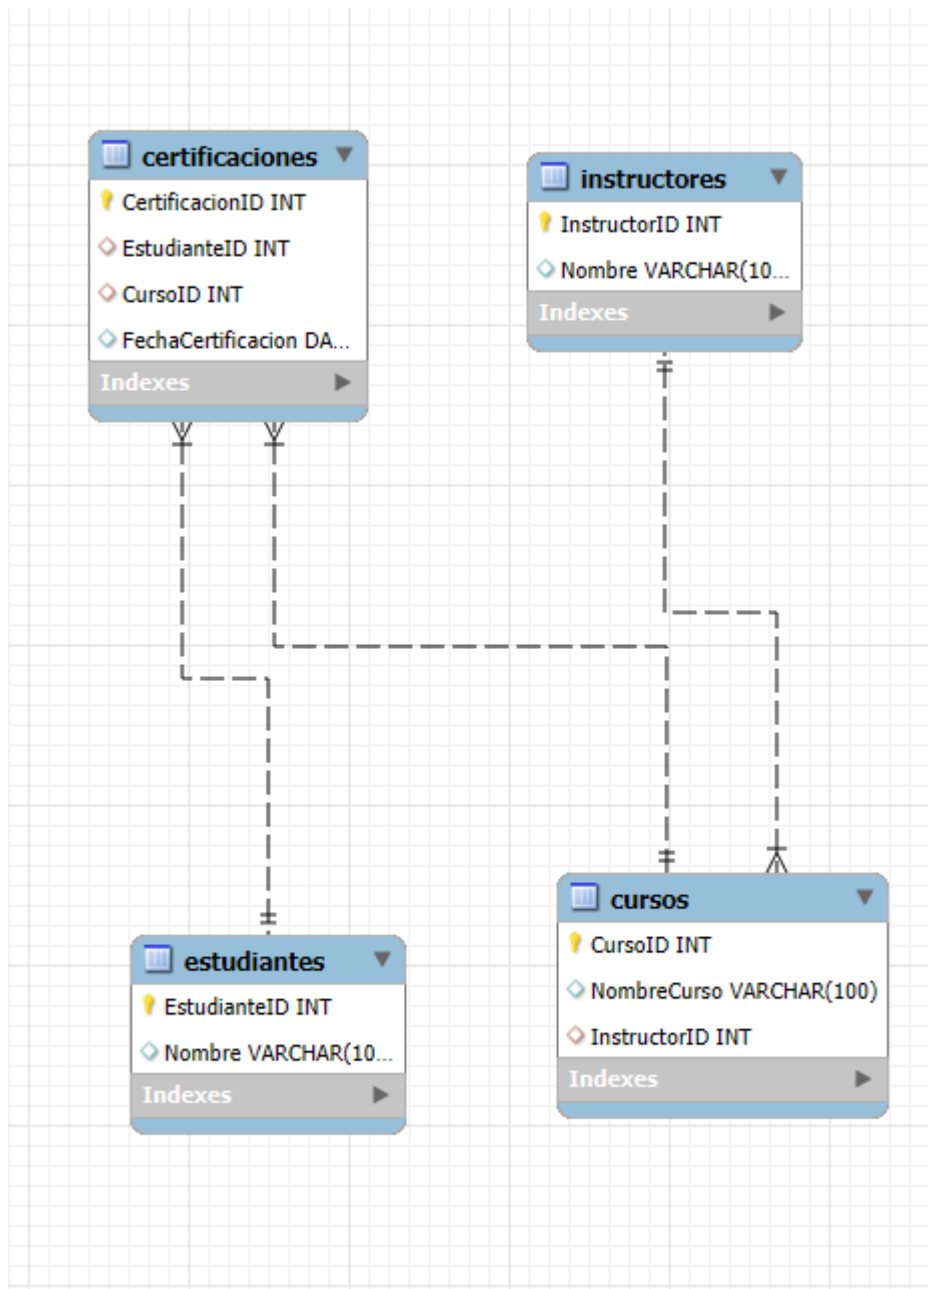 certificaciones
CertificacionID INT
EstudianteID INT
CursoID INT
FechaCertificacion DA...
Indexes
instructores
InstructorID INT
Nombre VARCHAR(10...
Indexes
estudiantes
EstudianteID INT
Nombre VARCHAR(10...
Indexes
cursos
CursoID INT
NombreCurso VARCHAR(100)
InstructorID INT
Indexes